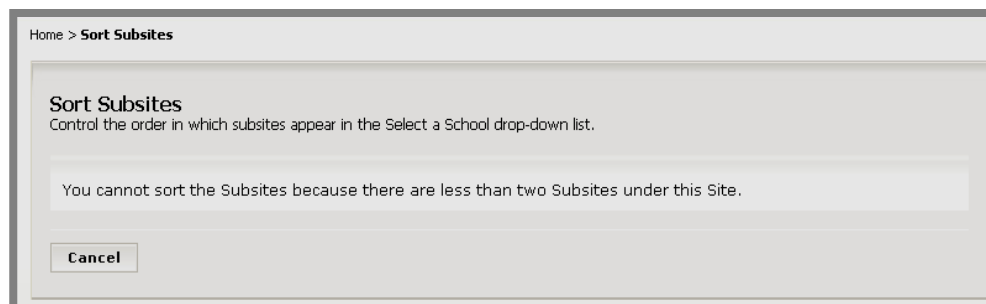 Home > Sort Subsites
Sort Subsites
Control the order in which subsites appear in the Select a School drop-down list.
You cannot sort the Subsites because there are less than two Subsites under this Site.
Cancel